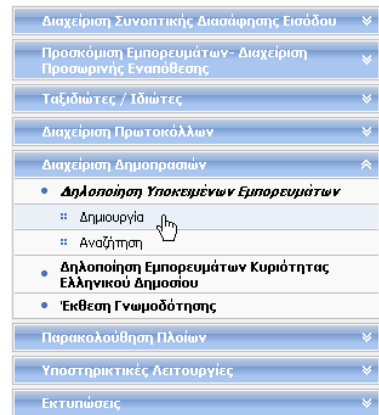 Διαχείριση Συνοπτικής Διασάφησης Εισόδου
Προσκόμιση Εμπορευμάτων- Διαχείριση
Προσωρινής Εναπόθεσης
Ταξιδιώτες / Ιδιώτες
Διαχείριση Πρωτοκόλλων
Διαχείριση Δημοπρασιών
Δηλοποίηση Υποκειμένων Εμπορευμάτων
Δημιουργία
Αναζήτηση
Δηλοποίηση Εμπορευμάτων Κυριότητας
Ελληνικού Δημοσίου
Έκθεση Γνωμοδότησης
Παρακολούθηση Πλοίων
Υποστηρικτικές Λειτουργίες
Εκτυπώσεις